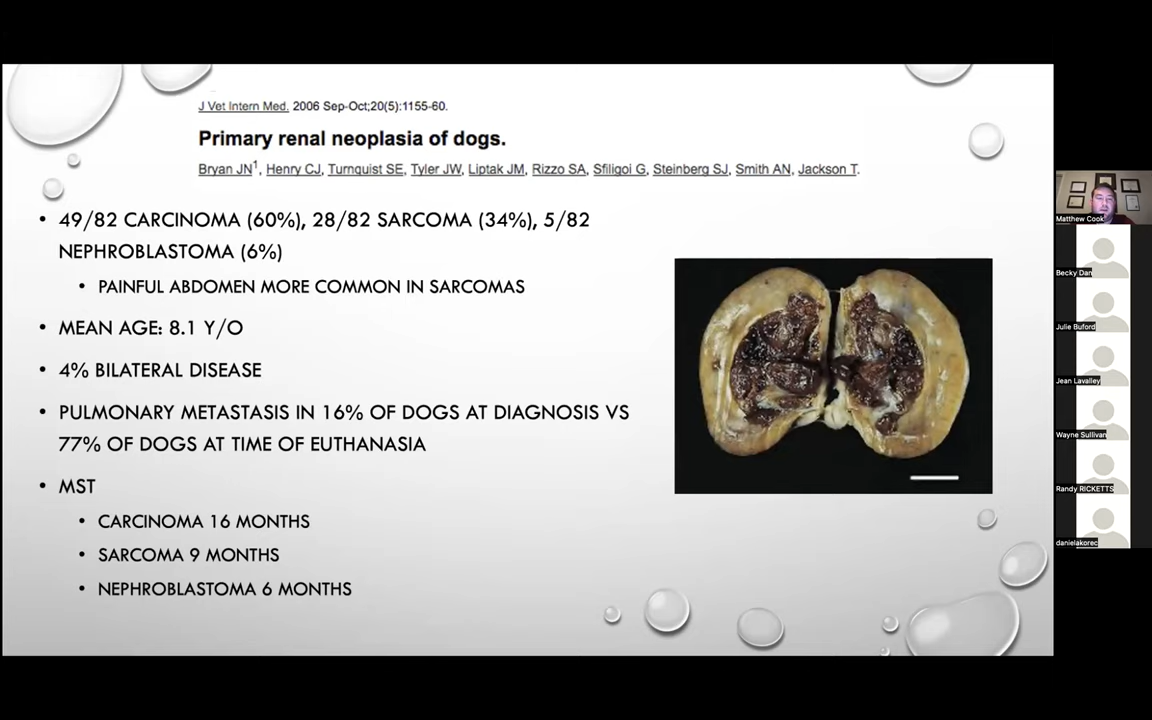 J Vet Intern Med. 2006 Sep-Oct;20(5):1155-60.
Primary renal neoplasia of dogs.
Bryan JN1, Henry CJ, Turnquist SE, Tyler JW, Liptak JM, Rizzo SA, Sfiligoi G, Steinberg SJ, Smith AN, Jackson T.
• 49/82 CARCINOMA (60%), 28/82 SARCOMA (34%), 5/82
NEPHROBLASTOMA (6%)
• PAINFUL ABDOMEN MORE COMMON IN SARCOMAS
• MEAN AGE: 8.1 Y/O
• 4% BILATERAL DISEASE
• PULMONARY METASTASIS IN 16% OF DOGS AT DIAGNOSIS VS
77% OF DOGS AT TIME OF EUTHANASIA
• MST
• CARCINOMA 16 MONTHS
• SARCOMA 9 MONTHS
• NEPHROBLASTOMA 6 MONTHS
Matthew Cook
Becky Dan
Julie Buford
Jean Lavalley
Wayne Sullivan
Randy RICKETTS
danielakorec